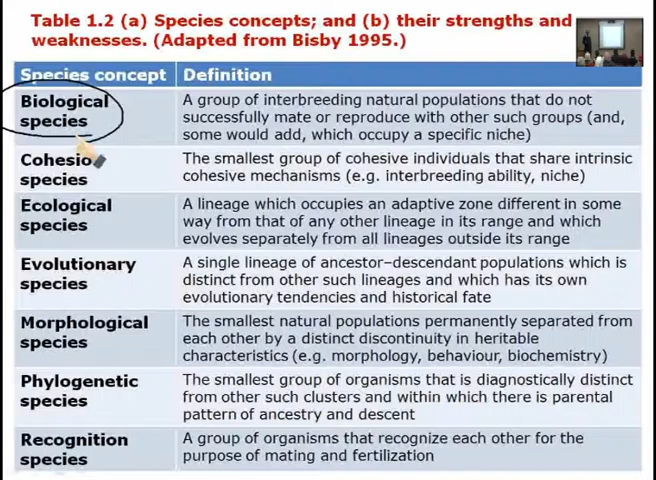 Table 1.2 (a) Species concepts; and (b) their strengths and
weaknesses. (Adapted from Bisby 1995.)
Species concept
Definition
Biological
species
A group of interbreeding natural populations that do not
successfully mate or reproduce with other such groups (and,
some would add, which occupy a specific niche)
Cohesio
species
The smallest group of cohesive individuals that share intrinsic
cohesive mechanisms (e.g. interbreeding ability, niche)
Ecological
species
A lineage which occupies an adaptive zone different in some
way from that of any other lineage in its range and which
evolves separately from all lineages outside its range
Evolutionary
species
A single lineage of ancestor–descendant populations which is
distinct from other such lineages and which has its own
evolutionary tendencies and historical fate
Morphological
species
The smallest natural populations permanently separated from
each other by a distinct discontinuity in heritable
characteristics (e.g. morphology, behaviour, biochemistry)
Phylogenetic
species
The smallest group of organisms that is diagnostically distinct
from other such clusters and within which there is parental
pattern of ancestry and descent
Recognition
species
A group of organisms that recognize each other for the
purpose of mating and fertilization